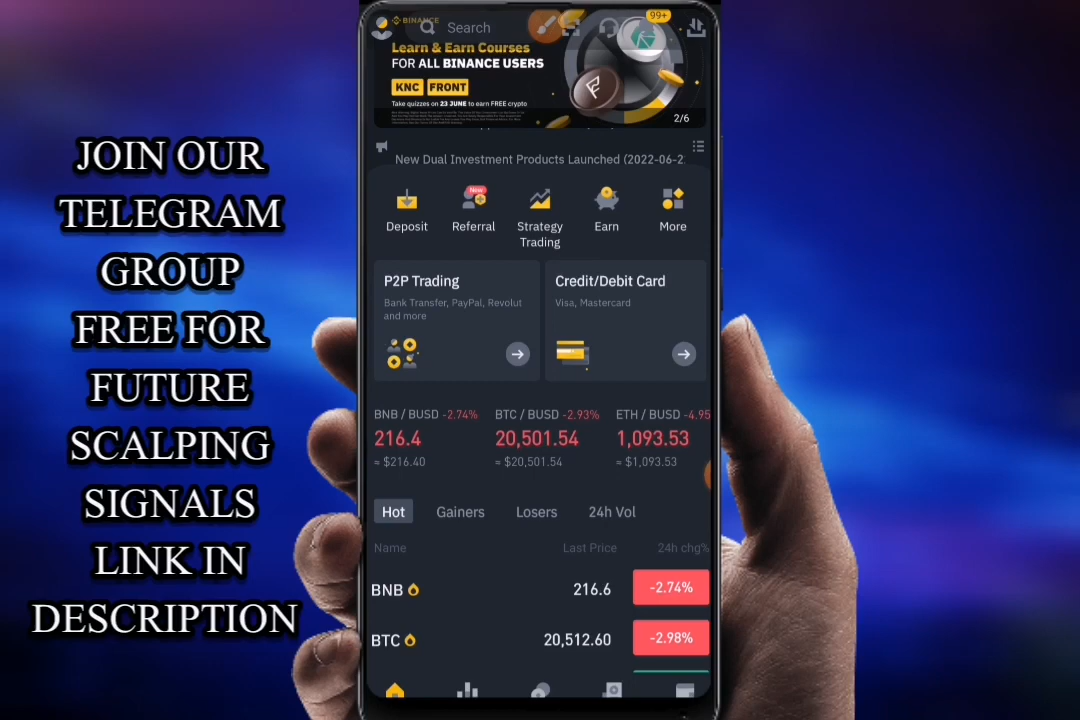 JOIN OUR
TELEGRAM
GROUP
FREE FOR
FUTURE
SCALPING
SIGNALS
LINK IN
DESCRIPTION
BINANCE
Search
99+
Learn & Earn Courses
FOR ALL BINANCE USERS
KNC FRONT
Take quizzes on 23 JUNE to earn FREE crypto
2/6
New Dual Investment Products Launched (2022-06-2
Deposit
Referral
New
Strategy
Trading
Earn
More
P2P Trading
Bank Transfer, PayPal, Revolut
and more
Credit/Debit Card
Visa, Mastercard
BNB / BUSD -2.74%
216.4
≈ $216.40
BTC / BUSD -2.93%
20,501.54
≈ $20,501.54
ETH / BUSD -4.95
1,093.53
≈ $1,093.53
Hot Gainers Losers 24h Vol
Name Last Price 24h chg%
BNB 216.6 -2.74%
BTC 20,512.60 -2.98%